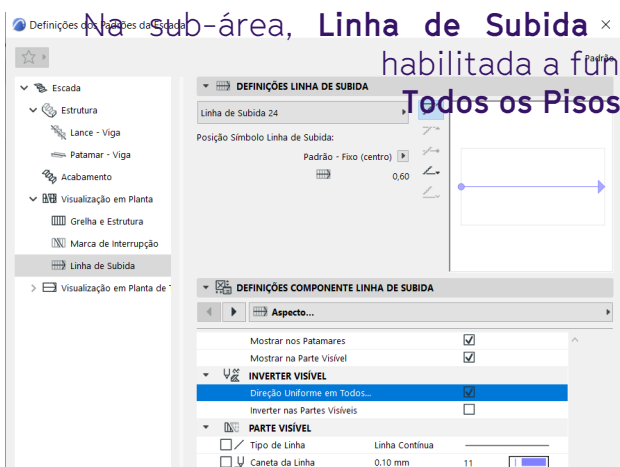 Definições dos Padrões da Escada
Na sub-área, Linha de Subida
habilitada a fun
Todos os Pisos
Padrão
Escada
Estrutura
Lance - Viga
Patamar - Viga
Acabamento
Visualização em Planta
Grelha e Estrutura
Marca de Interrupção
Linha de Subida
Visualização em Planta de T
DEFINIÇÕES LINHA DE SUBIDA
Linha de Subida 24
Posição Símbolo Linha de Subida:
Padrão - Fixo (centro)
0,60
DEFINIÇÕES COMPONENTE LINHA DE SUBIDA
Aspecto...
Mostrar nos Patamares
Mostrar na Parte Visível
INVERTER VISÍVEL
Direção Uniforme em Todos...
Inverter nas Partes Visíveis
PARTE VISÍVEL
Tipo de Linha Linha Contínua
Caneta da Linha 0.10 mm 11